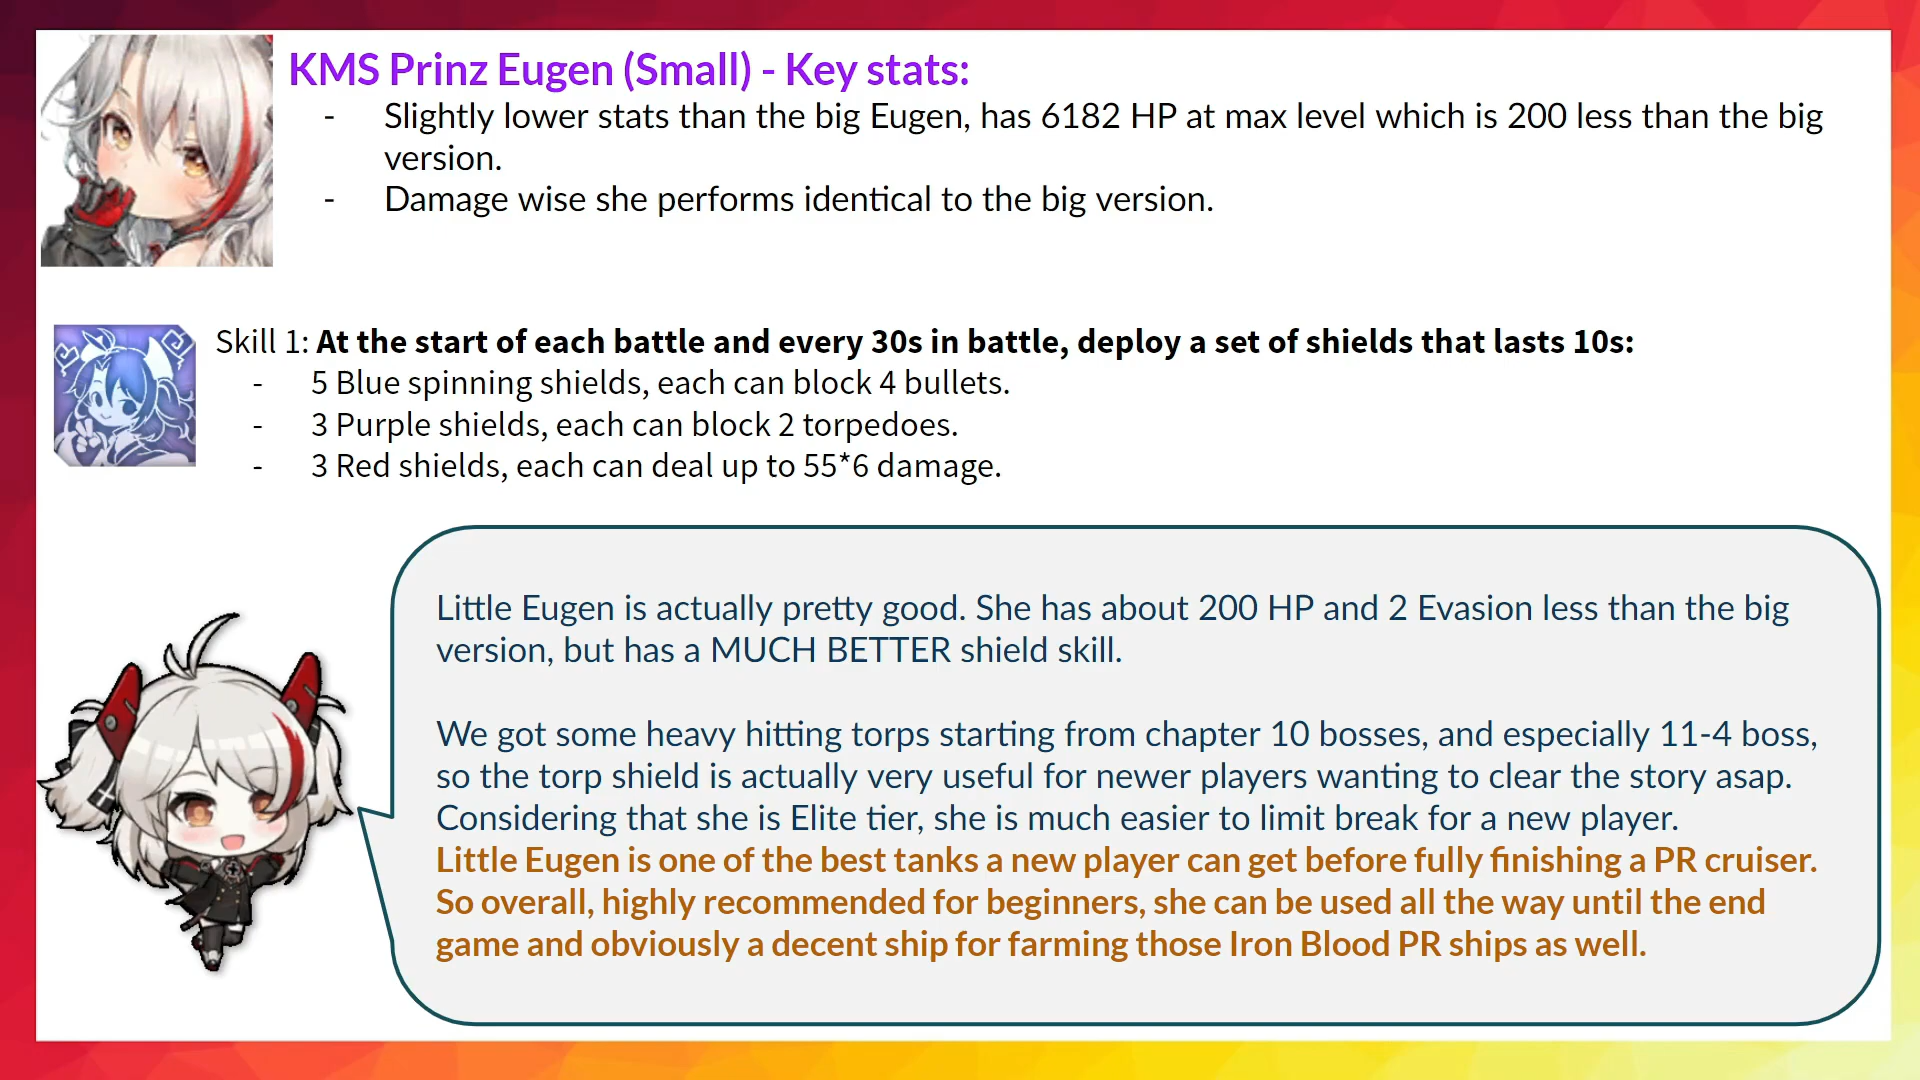 KMS Prinz Eugen (Small) - Key stats:
- Slightly lower stats than the big Eugen, has 6182 HP at max level which is 200 less than the big
version.
- Damage wise she performs identical to the big version.
Skill 1: At the start of each battle and every 30s in battle, deploy a set of shields that lasts 10s:
- 5 Blue spinning shields, each can block 4 bullets.
- 3 Purple shields, each can block 2 torpedoes.
- 3 Red shields, each can deal up to 55*6 damage.
Little Eugen is actually pretty good. She has about 200 HP and 2 Evasion less than the big
version, but has a MUCH BETTER shield skill.
We got some heavy hitting torps starting from chapter 10 bosses, and especially 11-4 boss,
so the torp shield is actually very useful for newer players wanting to clear the story asap.
Considering that she is Elite tier, she is much easier to limit break for a new player.
Little Eugen is one of the best tanks a new player can get before fully finishing a PR cruiser.
So overall, highly recommended for beginners, she can be used all the way until the end
game and obviously a decent ship for farming those Iron Blood PR ships as well.